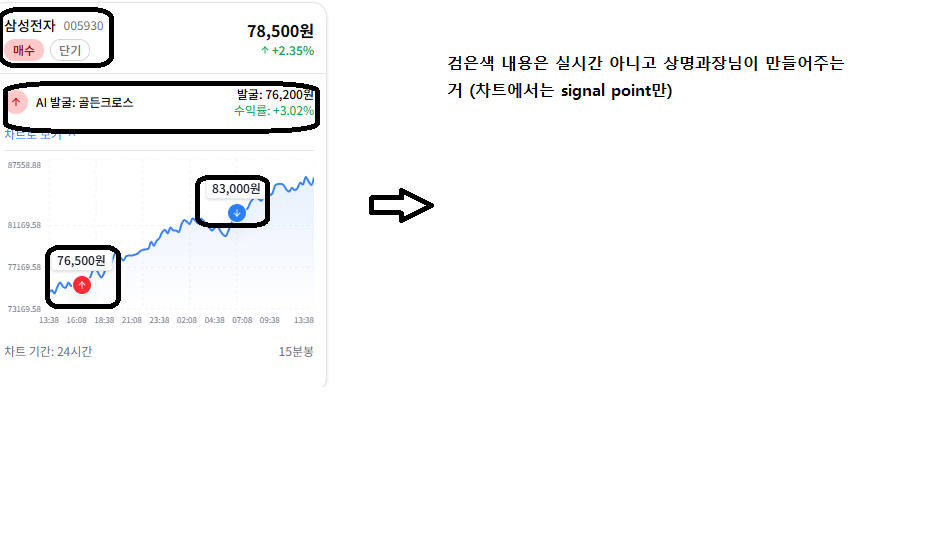 삼성전자 005930
78,500원
매수 단기
+2.35%
AI 발굴: 골든크로스
발굴: 76,200원
수익률: +3.02%
차트로 보기
87558.88
81169.58
77169.58
73169.58
83,000원
76,500원
13:38 16:08 18:38 21:08 23:38 02:08 04:38 07:08 09:38 13:38
차트 기간: 24시간
15분봉
검은색 내용은 실시간 아니고 상명과장님이 만들어주는
거 (차트에서는 signal point만)